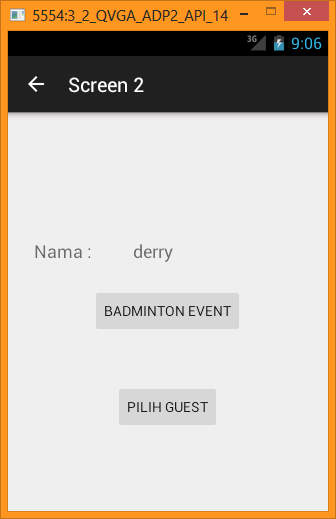 5554:3_2_QVGA_ADP2_API_14
3G 9:06
Screen 2
Nama : derry
BADMINTON EVENT
PILIH GUEST